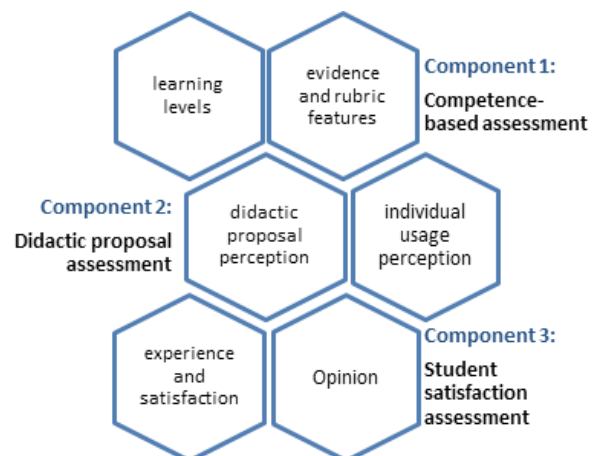 learning
levels
evidence
and rubric
features
Component 1:
Competence-
based assessment
Component 2:
Didactic proposal
assessment
didactic
proposal
perception
individual
usage
perception
experience
and
satisfaction
Opinion
Component 3:
Student
satisfaction
assessment